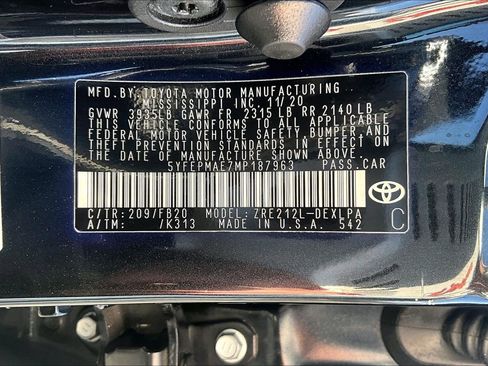 MFD.BY:TOYOTA MOTOR MANUFACTURING
MISSISSIPPI INC. 11/20
GVWR 3935LB GAWR FR 2315 LB RR 2140 LB
THIS VEHICLE CONFORMS TO ALL APPLICABLE
FEDERAL MOTOR VEHICLE SAFETY, BUMPER AND
THEFT PREVENTION STANDARDS IN EFFECT ON
THE DATE OF MANUFACTURE SHOWN ABOVE.
5YFEPMAE7MP187963 PASS.CAR
C/TR: 209/FB20 MODEL: ZRE212L-DEXLPA
A/TM: /K313 MADE IN U.S.A. 542
C